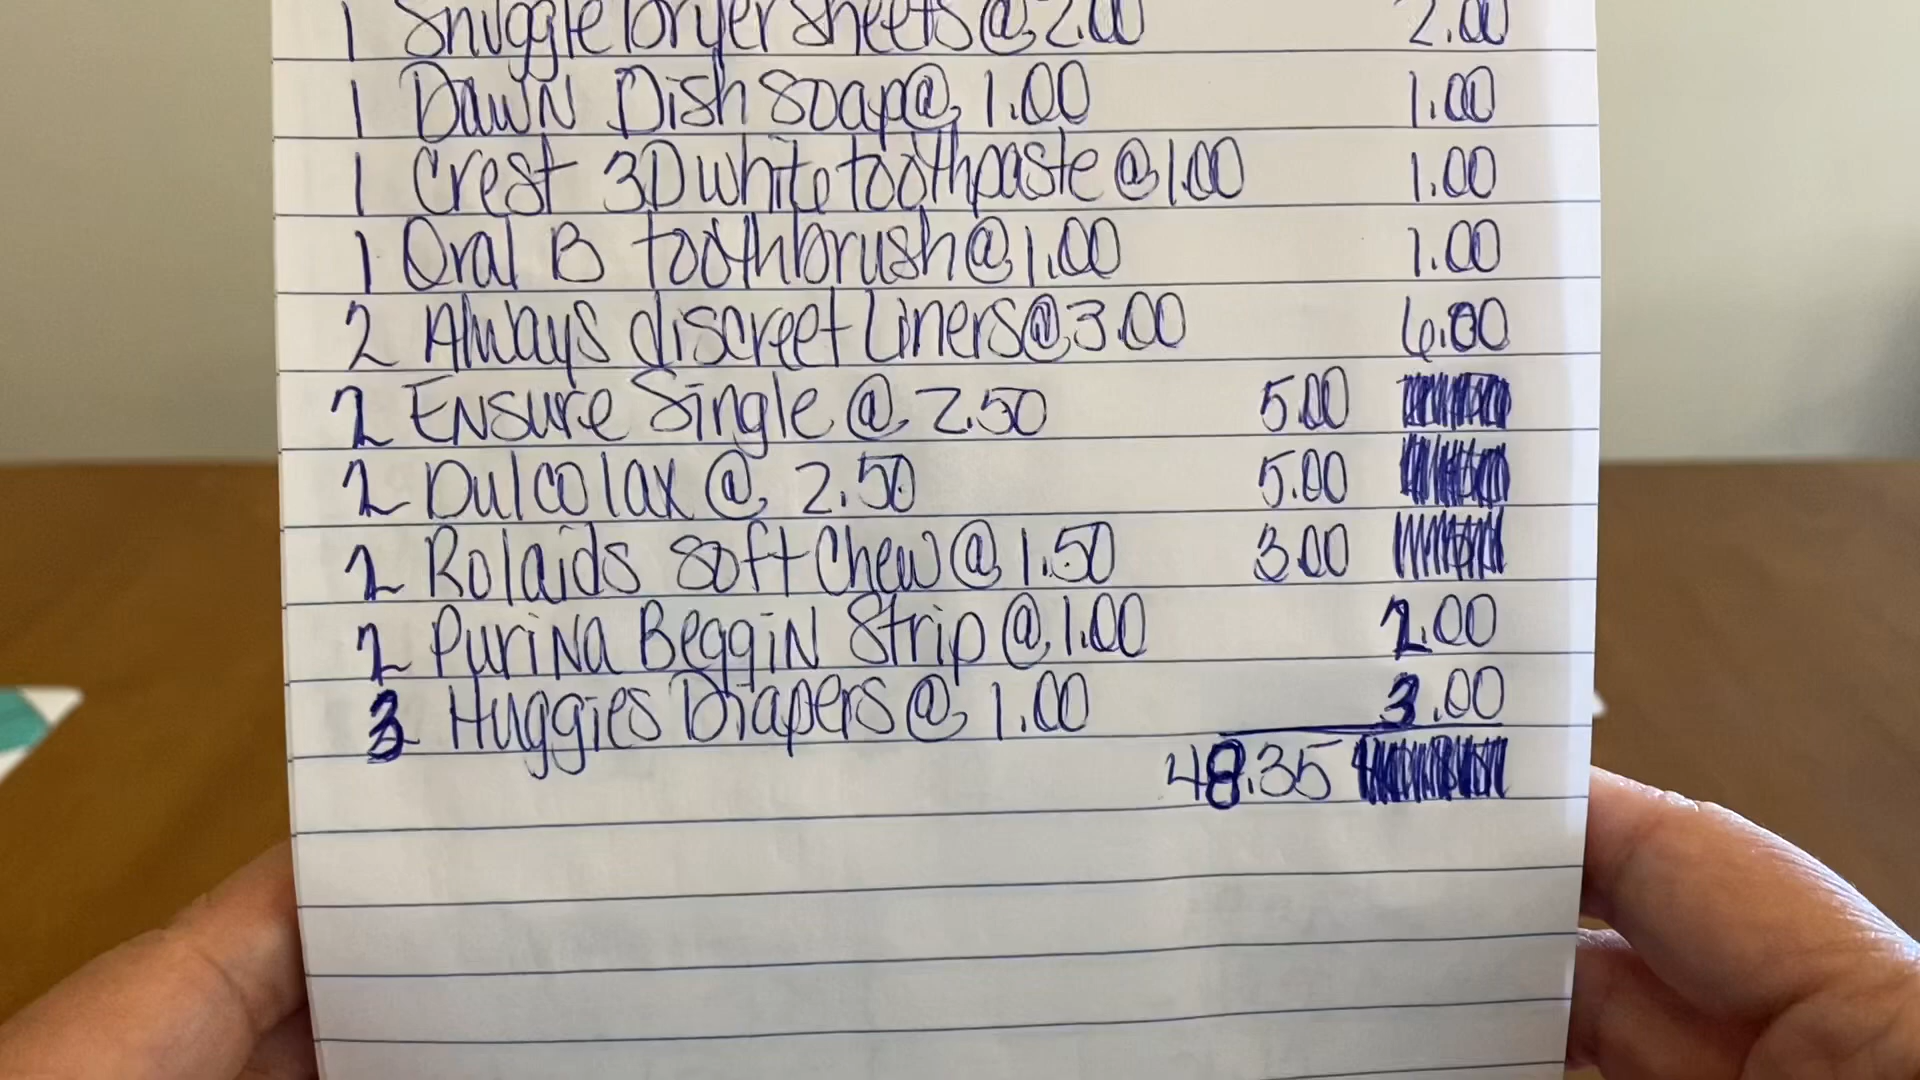 1 Snuggle Dryer sheets @ 2.00 2.00
1 Dawn Dish Soap @ 1.00 1.00
1 Crest 3D white toothpaste @ 1.00 1.00
1 Oral B toothbrush @ 1.00 1.00
2 Always discreet Liners @ 3.00 6.00
2 Ensure Single @ 2.50 5.00
2 Dulcolax @ 2.50 5.00
2 Rolaids Soft Chew @ 1.50 3.00
2 Purina Beggin Strip @ 1.00 2.00
3 Huggies Diapers @ 1.00 3.00
48.35